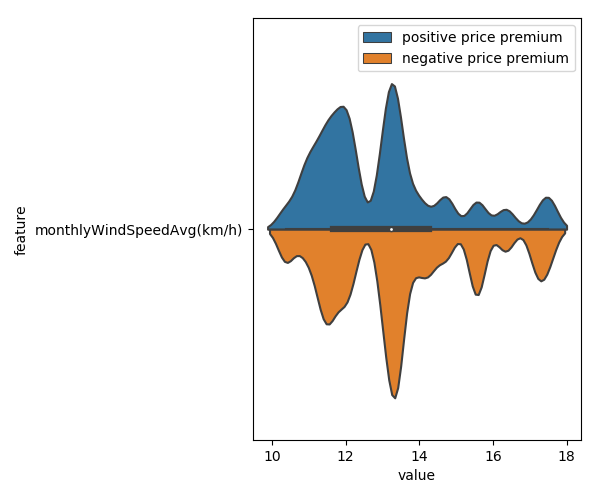 positive price premium
negative price premium
feature
monthlyWindSpeedAvg(km/h)
10 12 14 16 18
value